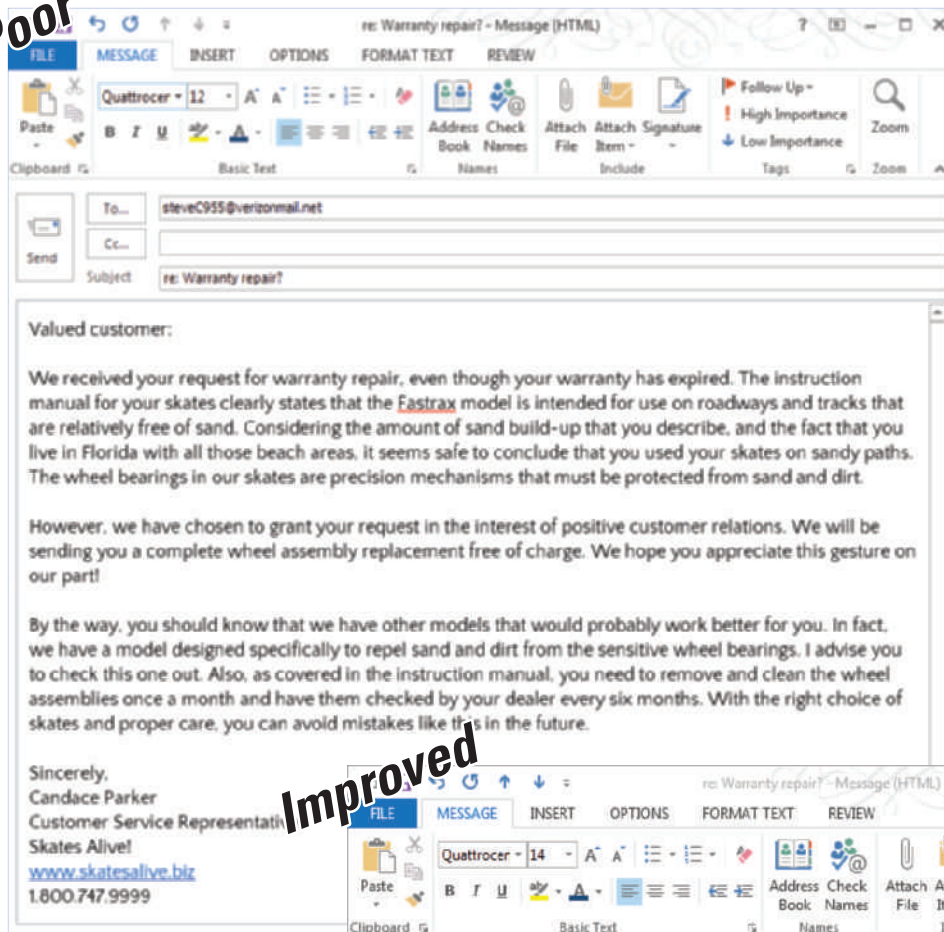 Poor
re: Warranty repair? - Message (HTML)
FILE MESSAGE INSERT OPTIONS FORMAT TEXT REVIEW
Quattrocer 12
Follow Up
High Importance
Low Importance
Paste
B I U
Address Book
Check Names
Attach File
Attach Item
Signature
Zoom
Clipboard Basic Text Names Include Tags Zoom
Send
To... steveC955@verizonmail.net
Cc...
Subject re: Warranty repair?
Valued customer:
We received your request for warranty repair, even though your warranty has expired. The instruction
manual for your skates clearly states that the Fastrax model is intended for use on roadways and tracks that
are relatively free of sand. Considering the amount of sand build-up that you describe, and the fact that you
live in Florida with all those beach areas, it seems safe to conclude that you used your skates on sandy paths.
The wheel bearings in our skates are precision mechanisms that must be protected from sand and dirt.
However, we have chosen to grant your request in the interest of positive customer relations. We will be
sending you a complete wheel assembly replacement free of charge. We hope you appreciate this gesture on
our part!
By the way, you should know that we have other models that would probably work better for you. In fact,
we have a model designed specifically to repel sand and dirt from the sensitive wheel bearings. I advise you
to check this one out. Also, as covered in the instruction manual, you need to remove and clean the wheel
assemblies once a month and have them checked by your dealer every six months. With the right choice of
skates and proper care, you can avoid mistakes like this in the future.
Sincerely,
Candace Parker
Customer Service Representativ
Skates Alive!
www.skatesalive.biz
1.800.747.9999
Improved
re: Warranty repair? - Message (HTML)
FILE MESSAGE INSERT OPTIONS FORMAT TEXT REVIEW
Quattrocer 14
Paste
B I U
Address Book
Check Names
Attach File
Clipboard Basic Text Names